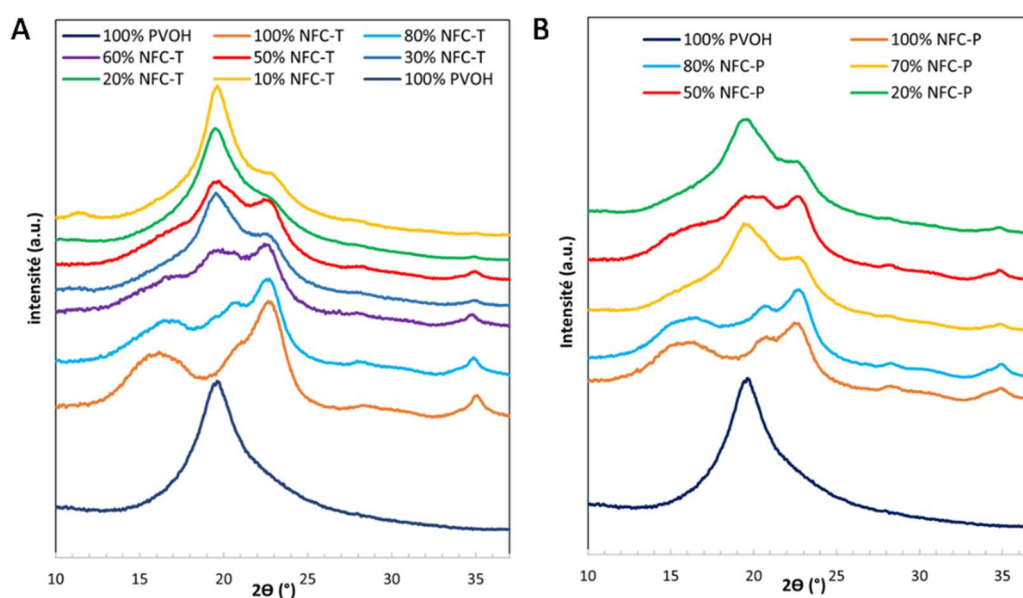 A
100% PVOH 100% NFC-T 80% NFC-T
60% NFC-T 50% NFC-T 30% NFC-T
20% NFC-T 10% NFC-T 100% PVOH
intensité (a.u.)
10 15 20 25 30 35
2Θ (°)
B
100% PVOH 100% NFC-P
80% NFC-P 70% NFC-P
50% NFC-P 20% NFC-P
Intensité (a.u.)
10 15 20 25 30 35
2Θ (°)